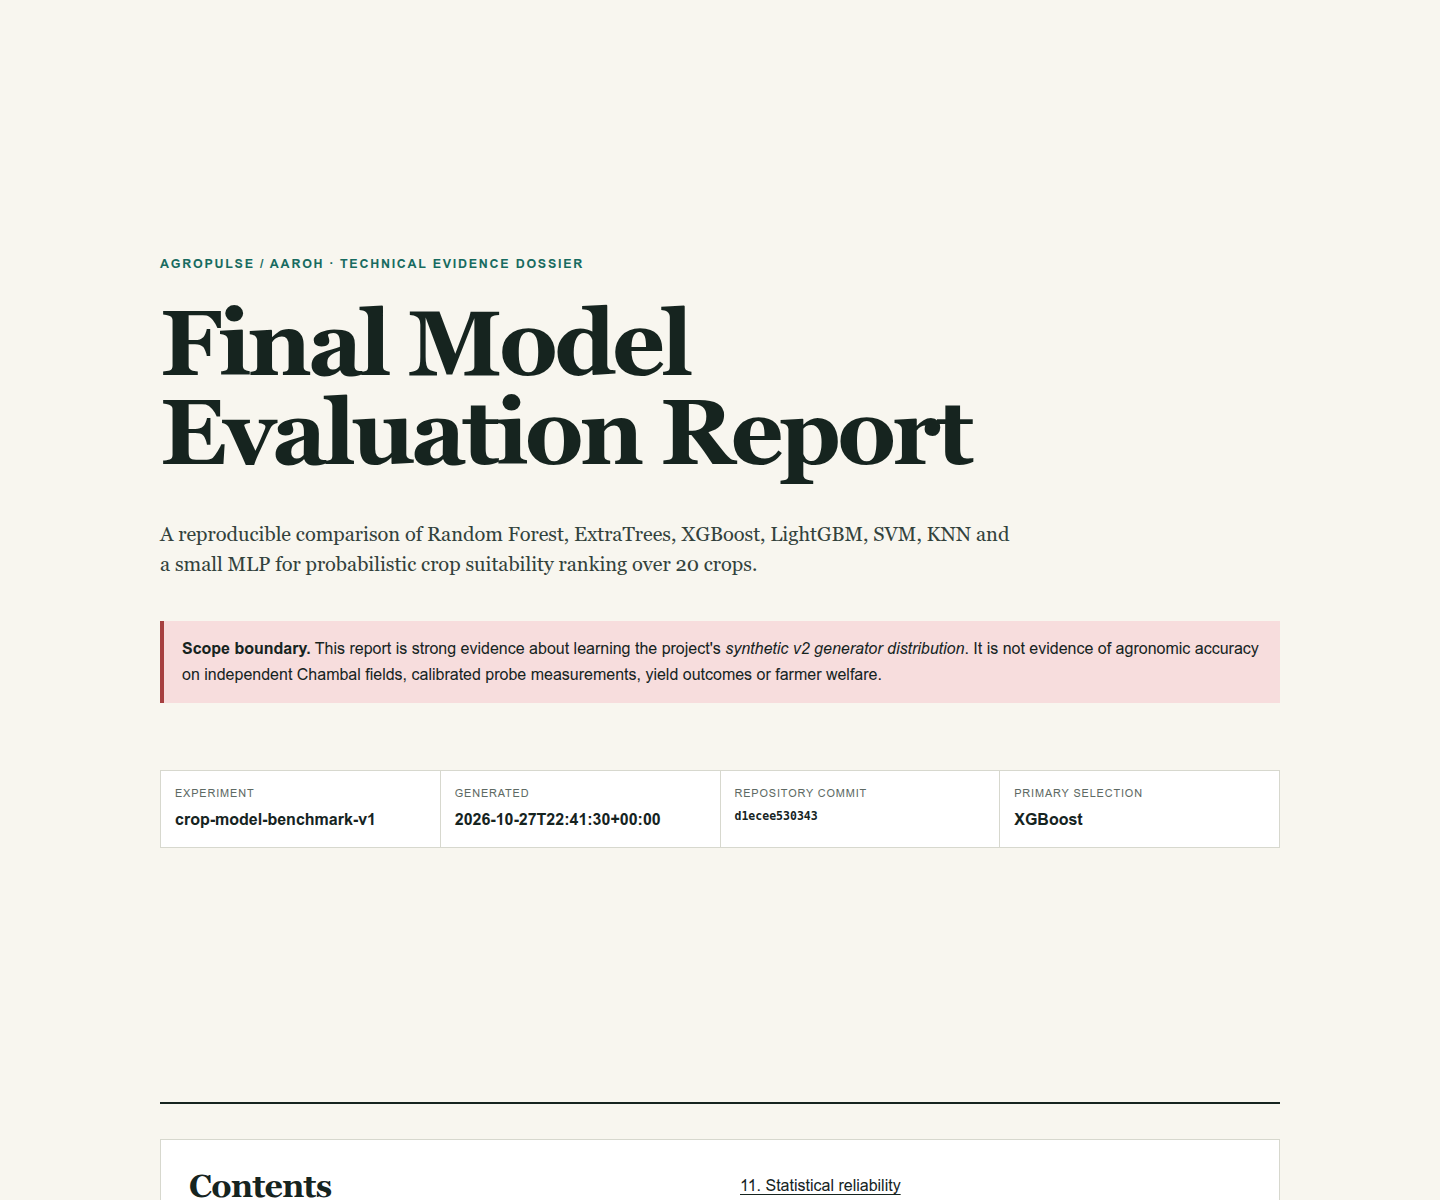 AGROPULSE / AAROH · TECHNICAL EVIDENCE DOSSIER
Final Model
Evaluation Report
A reproducible comparison of Random Forest, ExtraTrees, XGBoost, LightGBM, SVM, KNN and
a small MLP for probabilistic crop suitability ranking over 20 crops.
Scope boundary. This report is strong evidence about learning the project's synthetic v2 generator distribution. It is not evidence of agronomic accuracy
on independent Chambal fields, calibrated probe measurements, yield outcomes or farmer welfare.
EXPERIMENT
crop-model-benchmark-v1
GENERATED
2026-10-27T22:41:30+00:00
REPOSITORY COMMIT
d1ecee530343
PRIMARY SELECTION
XGBoost
Contents
11. Statistical reliability